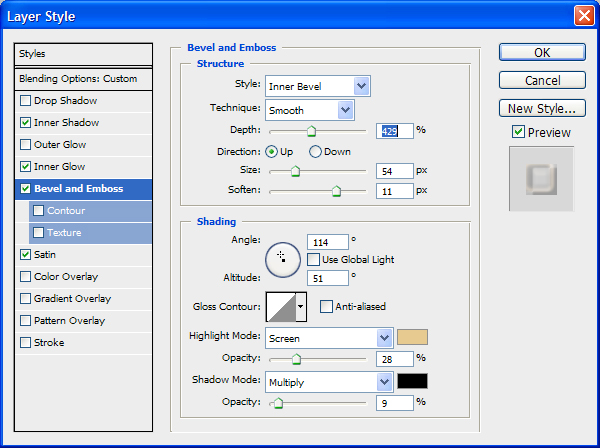 Layer Style
Styles
Blending Options: Custom
Drop Shadow
Inner Shadow
Outer Glow
Inner Glow
Bevel and Emboss
Contour
Texture
Satin
Color Overlay
Gradient Overlay
Pattern Overlay
Stroke
Bevel and Emboss
Structure
Style: Inner Bevel
Technique: Smooth
Depth: 429 %
Direction: Up Down
Size: 54 px
Soften: 11 px
Shading
Angle: 114 °
Use Global Light
Altitude: 51 °
Gloss Contour: Anti-aliased
Highlight Mode: Screen
Opacity: 28 %
Shadow Mode: Multiply
Opacity: 9 %
OK
Cancel
New Style...
Preview